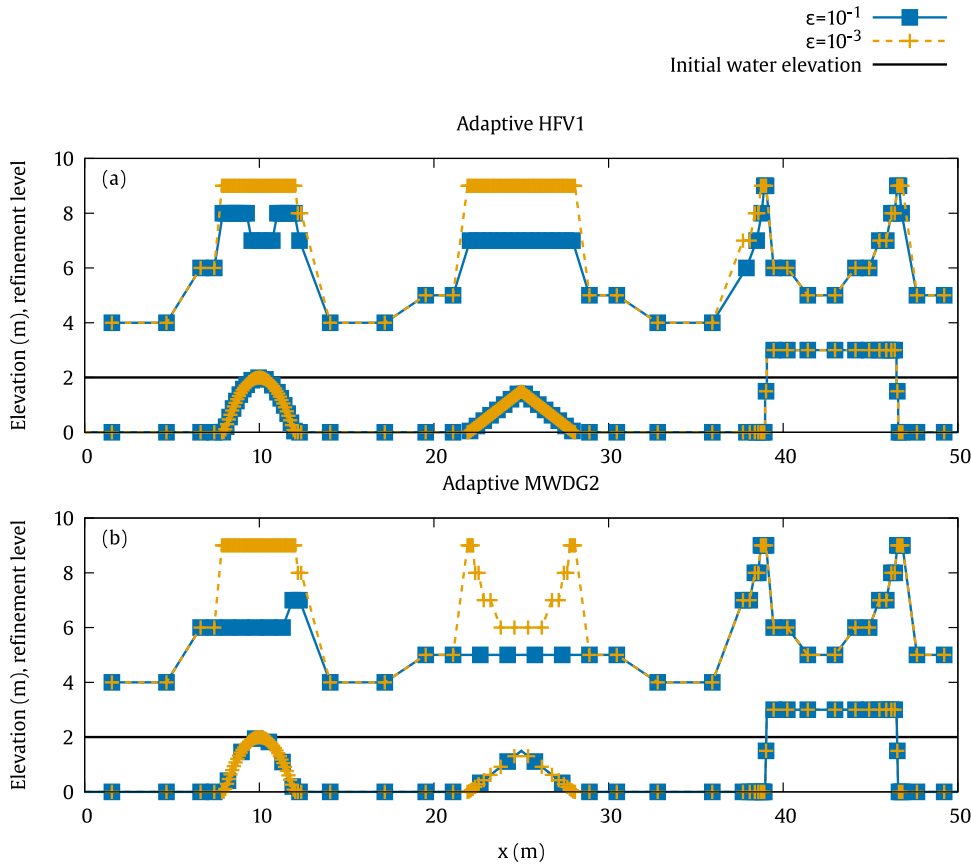 ε=10⁻¹
ε=10⁻³
Initial water elevation
Adaptive HFV1
(a)
Elevation (m), refinement level
10
8
6
4
2
0
0 10 20 30 40 50
Adaptive MWDG2
(b)
Elevation (m), refinement level
10
8
6
4
2
0
0 10 20 30 40 50
x (m)